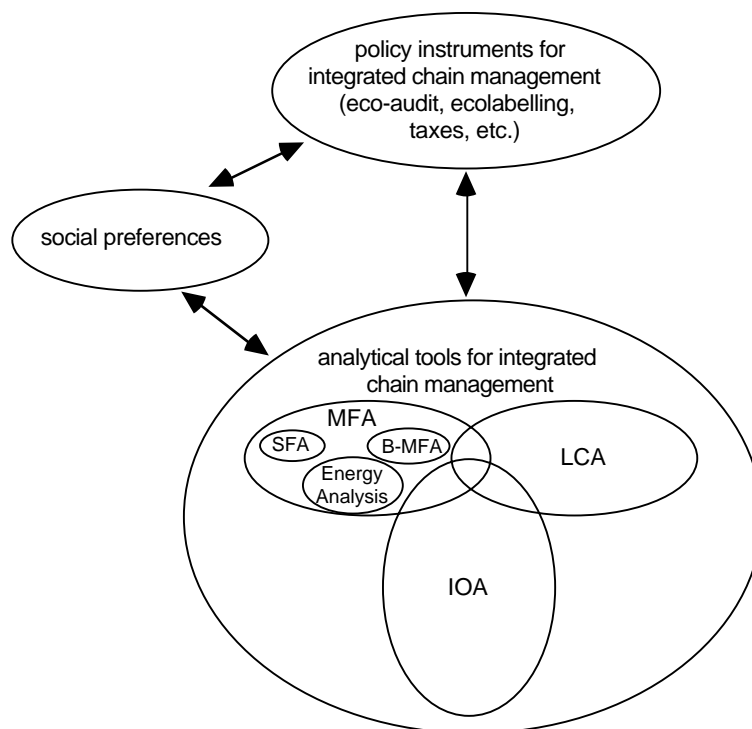 policy instruments for
integrated chain management
(eco-audit, ecolabelling,
taxes, etc.)
social preferences
analytical tools for integrated
chain management
MFA
SFA
B-MFA
Energy
Analysis
LCA
IOA